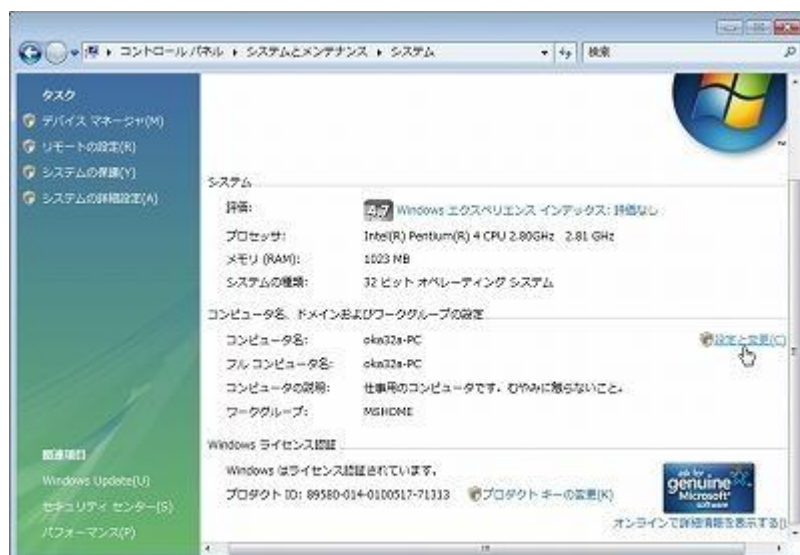 コントロール パネル ▸ システムとメンテナンス ▸ システム
検索
タスク
デバイス マネージャ(M)
リモートの設定(R)
システムの保護(Y)
システムの詳細設定(A)
システム
評価: 4.7 Windows エクスペリエンス インデックス: 評価なし
プロセッサ: Intel(R) Pentium(R) 4 CPU 2.80GHz 2.81 GHz
メモリ (RAM): 1023 MB
システムの種類: 32 ビット オペレーティング システム
コンピュータ名、ドメインおよびワークグループの設定
コンピュータ名: oka32a-PC
設定と変更(C)
フル コンピュータ名: oka32a-PC
コンピュータの説明: 仕事用のコンピュータです。むやみに触らないこと。
ワークグループ: MSHOME
Windows ライセンス認証
Windows はライセンス認証されています。
プロダクト ID: 89580-014-0100517-71313
プロダクト キーの変更(K)
ask for
genuine
Microsoft
software
オンラインで詳細情報を表示する
関連項目
Windows Update(U)
セキュリティ センター(S)
パフォーマンス(P)